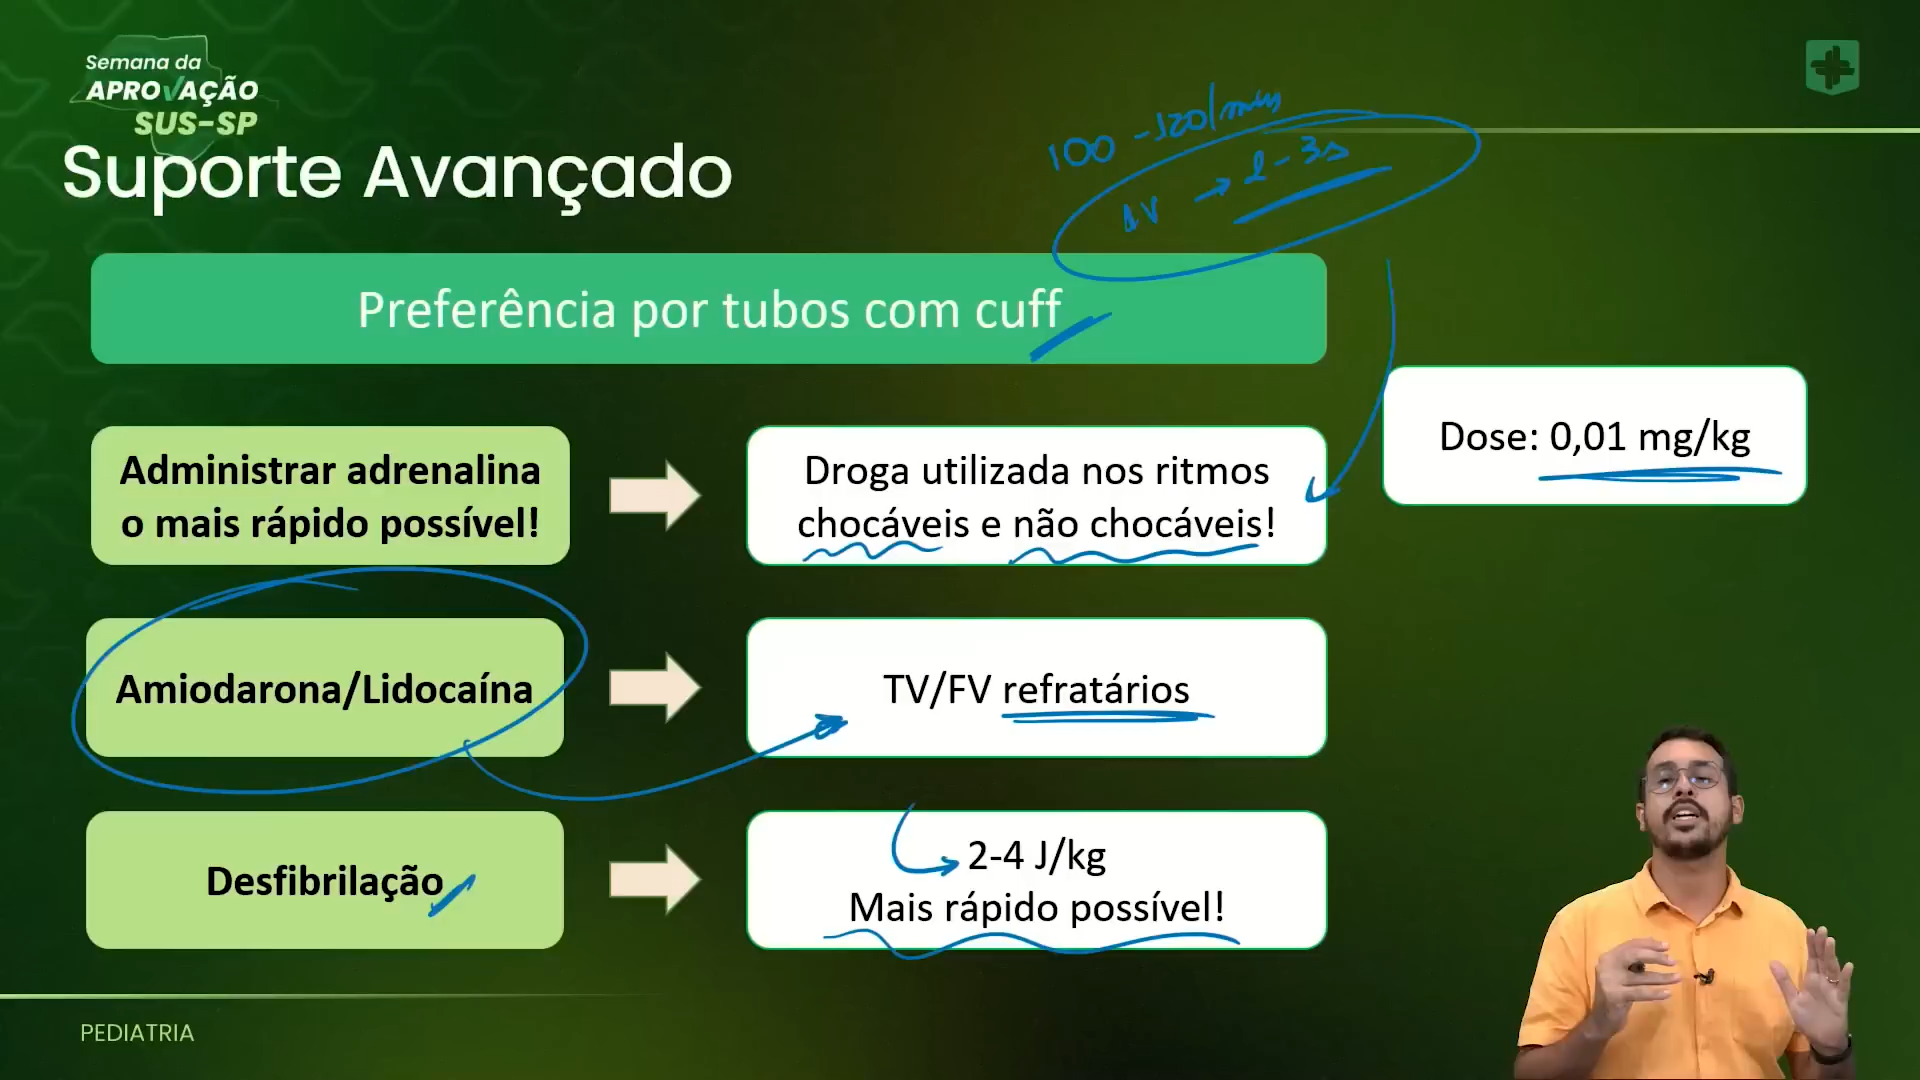 Semana da
APROVAÇÃO
SUS-SP
Suporte Avançado
100 - 120/min
1V → 2-3s
Preferência por tubos com cuff
Administrar adrenalina
o mais rápido possível!
Droga utilizada nos ritmos
chocáveis e não chocáveis!
Dose: 0,01 mg/kg
Amiodarona/Lidocaína
TV/FV refratários
Desfibrilação
2-4 J/kg
Mais rápido possível!
PEDIATRIA